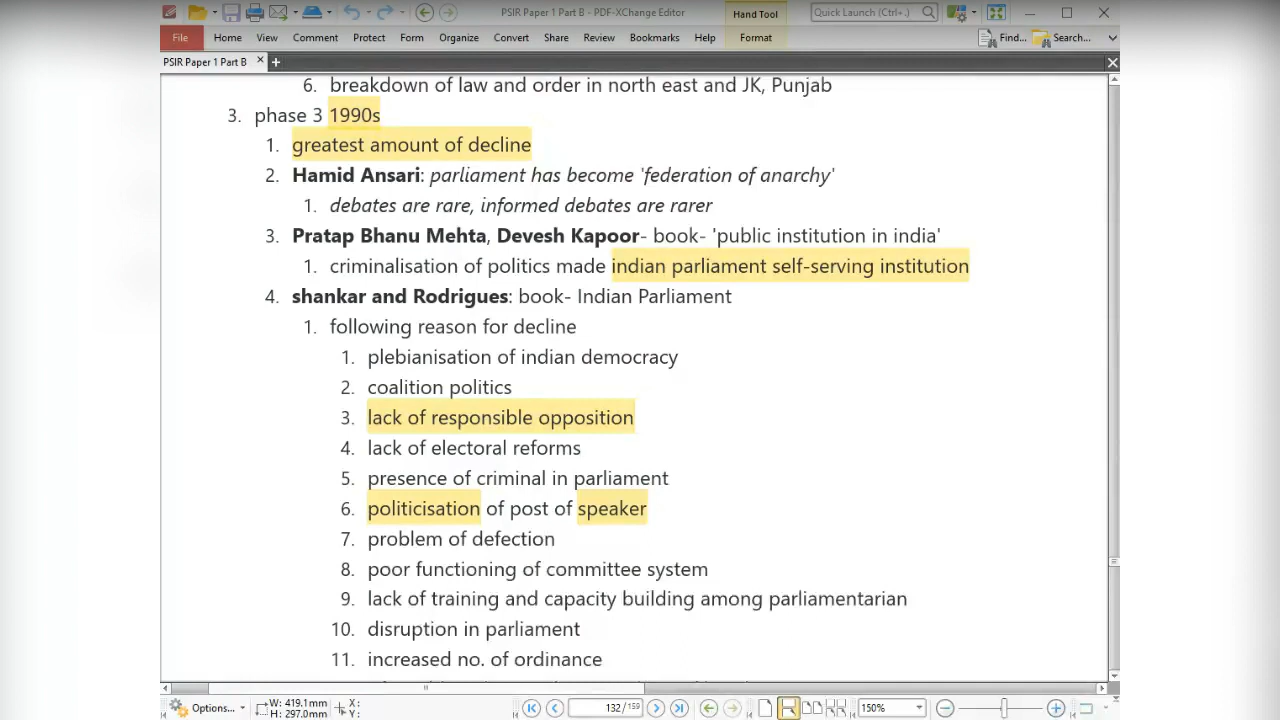 PSIR Paper 1 Part B - PDF-XChange Editor
Hand Tool
Quick Launch (Ctrl+.)
File Home View Comment Protect Form Organize Convert Share Review Bookmarks Help Format Find... Search...
PSIR Paper 1 Part B
6. breakdown of law and order in north east and JK, Punjab
3. phase 3 1990s
1. greatest amount of decline
2. Hamid Ansari: parliament has become 'federation of anarchy'
1. debates are rare, informed debates are rarer
3. Pratap Bhanu Mehta, Devesh Kapoor- book- 'public institution in india'
1. criminalisation of politics made indian parliament self-serving institution
4. shankar and Rodrigues: book- Indian Parliament
1. following reason for decline
1. plebianisation of indian democracy
2. coalition politics
3. lack of responsible opposition
4. lack of electoral reforms
5. presence of criminal in parliament
6. politicisation of post of speaker
7. problem of defection
8. poor functioning of committee system
9. lack of training and capacity building among parliamentarian
10. disruption in parliament
11. increased no. of ordinance
Options... W: 419.1mm X: 132 / 159 150%
H: 297.0mm Y: